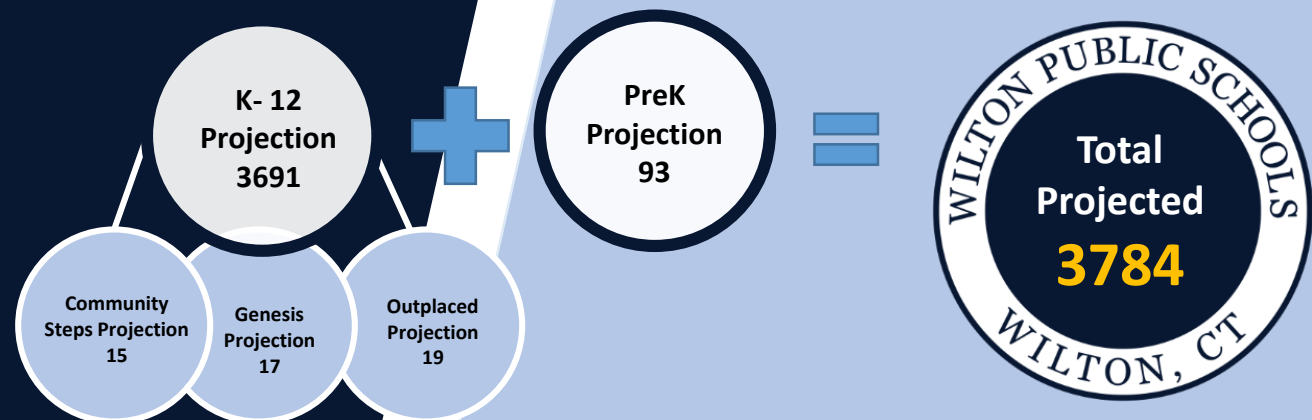 K- 12
Projection
3691
PreK
Projection
93
Community
Steps Projection
15
Genesis
Projection
17
Outplaced
Projection
19
WILTON PUBLIC SCHOOLS
Total
Projected
3784
WILTON, CT